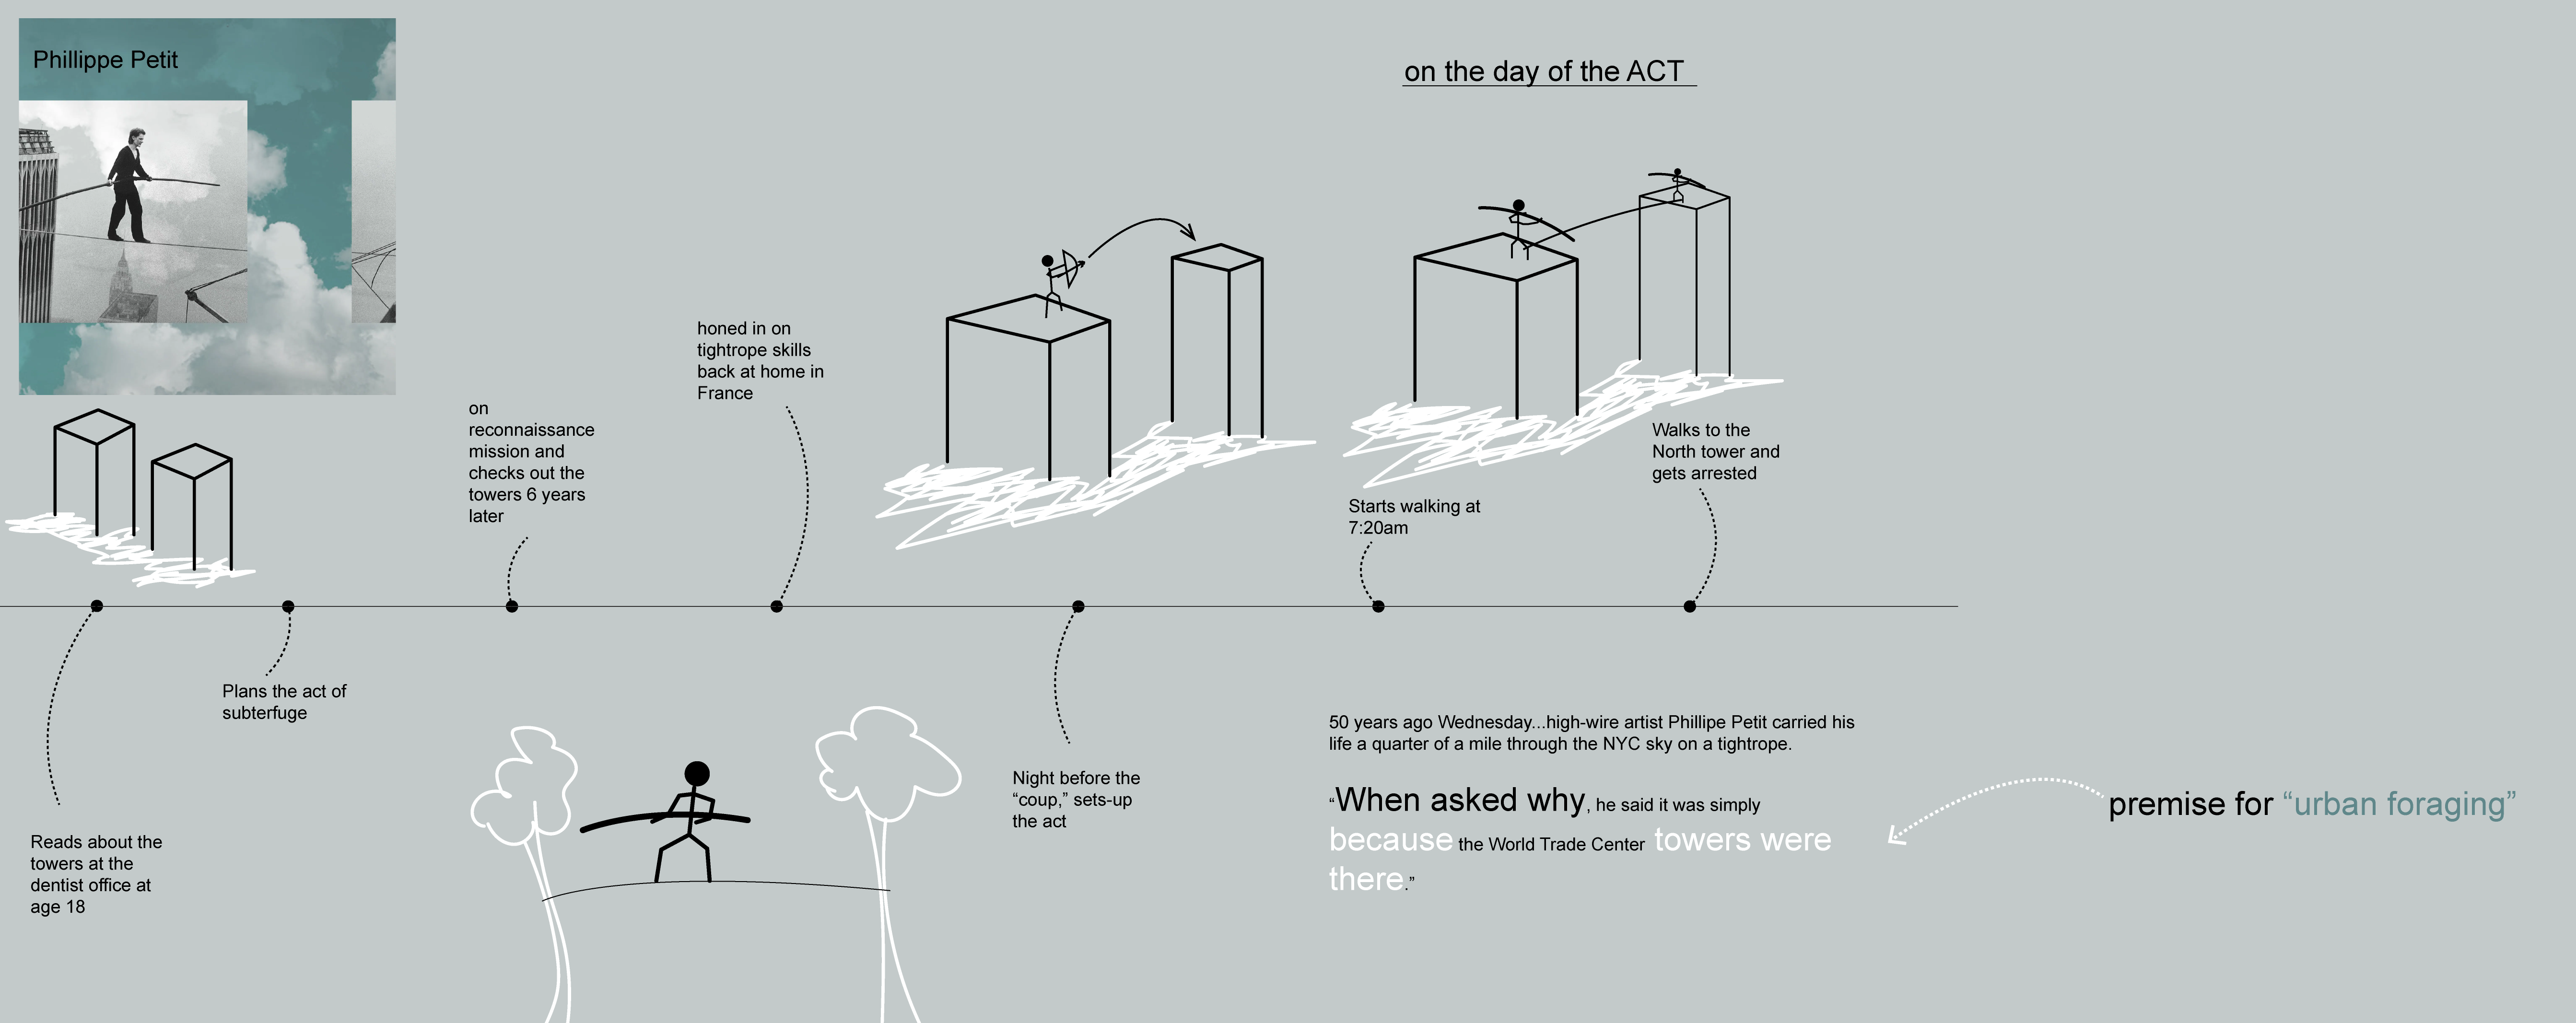 Phillippe Petit
on the day of the ACT
honed in on
tightrope skills
back at home in
France
on
reconnaissance
mission and
checks out the
towers 6 years
later
Walks to the
North tower and
gets arrested
Starts walking at
7:20am
Plans the act of
subterfuge
Reads about the
towers at the
dentist office at
age 18
Night before the
“coup,” sets-up
the act
50 years ago Wednesday...high-wire artist Phillipe Petit carried his
life a quarter of a mile through the NYC sky on a tightrope.
“When asked why, he said it was simply
because the World Trade Center towers were
there.”
premise for “urban foraging”